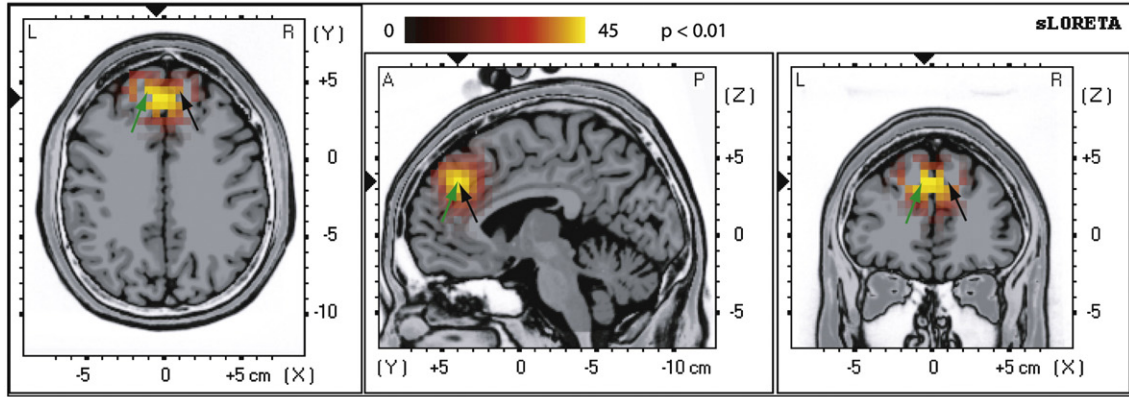 0 45 p < 0.01 sLORETA
L R (Y)
+5
0
-5
-10
-5 0 +5 cm (X)
A P (Z)
+5
0
-5
(Y) +5 0 -5 -10 cm
L R (Z)
+5
0
-5
-5 0 +5 cm (X)